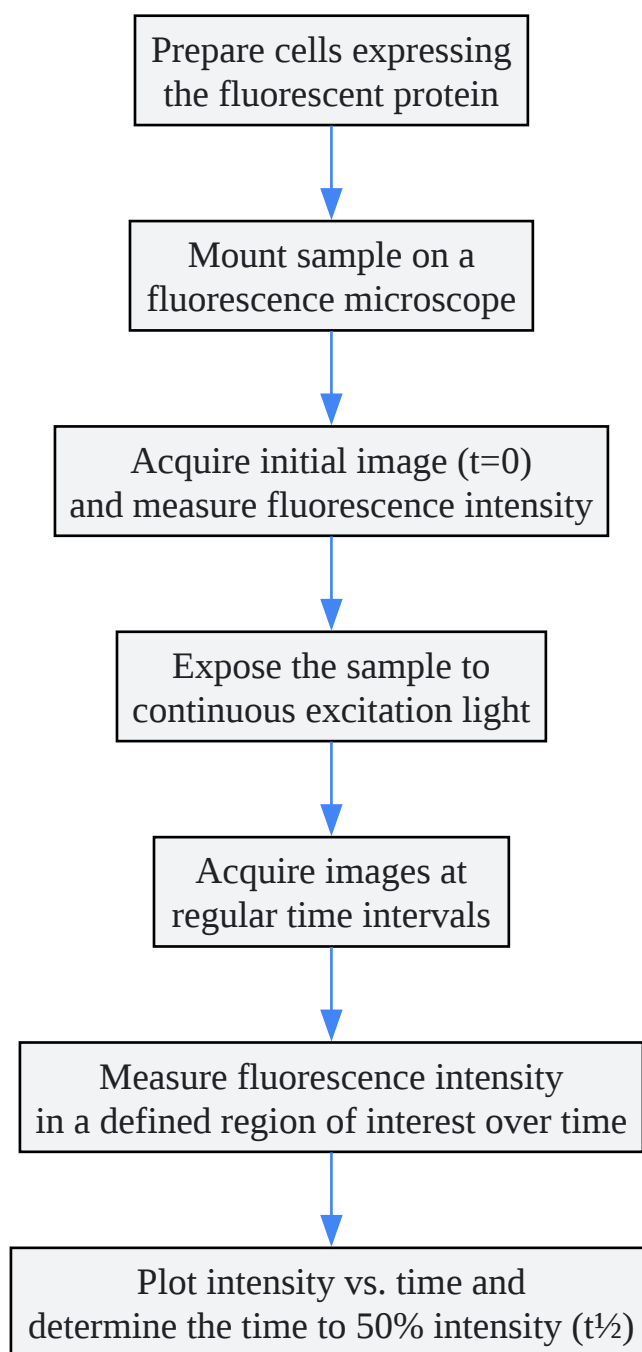 Prepare cells expressing
the fluorescent protein
Mount sample on a
fluorescence microscope
Acquire initial image (t=0)
and measure fluorescence intensity
Expose the sample to
continuous excitation light
Acquire images at
regular time intervals
Measure fluorescence intensity
in a defined region of interest over time
Plot intensity vs. time and
determine the time to 50% intensity (t½)